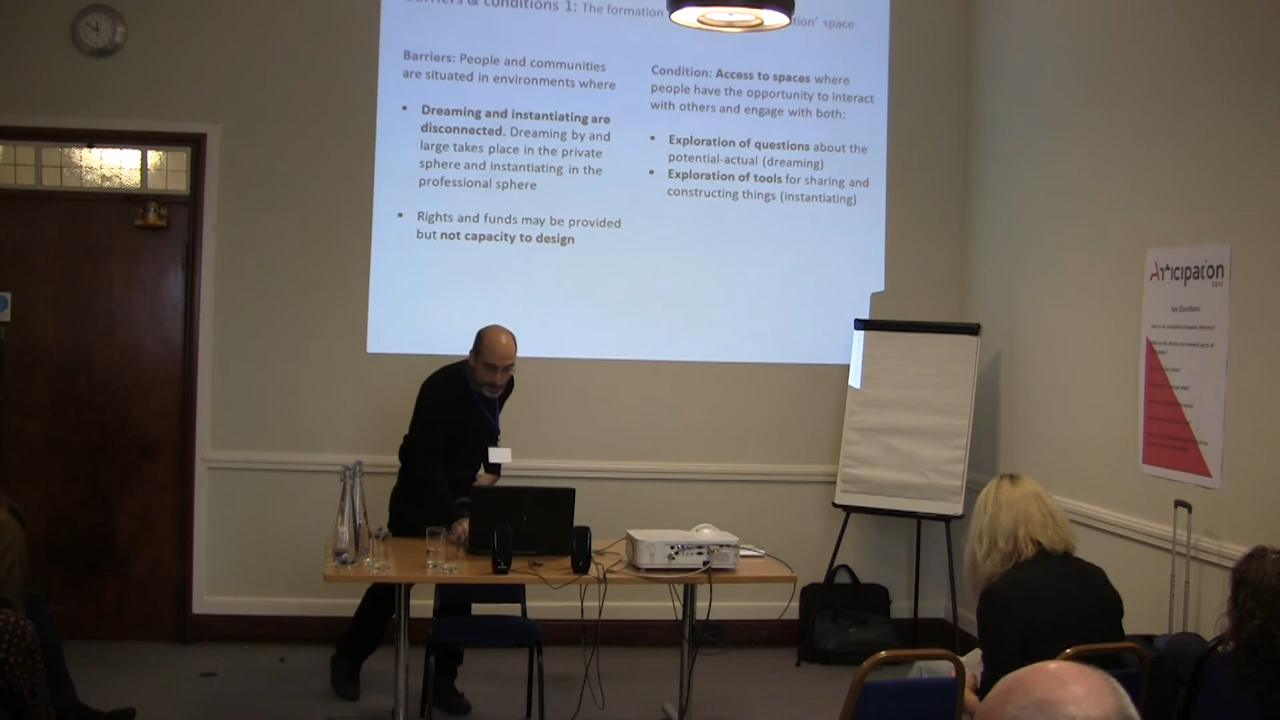 Barriers & conditions 1: The formation
tion' space
Barriers: People and communities
are situated in environments where
• Dreaming and instantiating are
disconnected. Dreaming by and
large takes place in the private
sphere and instantiating in the
professional sphere
• Rights and funds may be provided
but not capacity to design
Condition: Access to spaces where
people have the opportunity to interact
with others and engage with both:
• Exploration of questions about the
potential-actual (dreaming)
• Exploration of tools for sharing and
constructing things (instantiating)
Anticipation
Key Questions